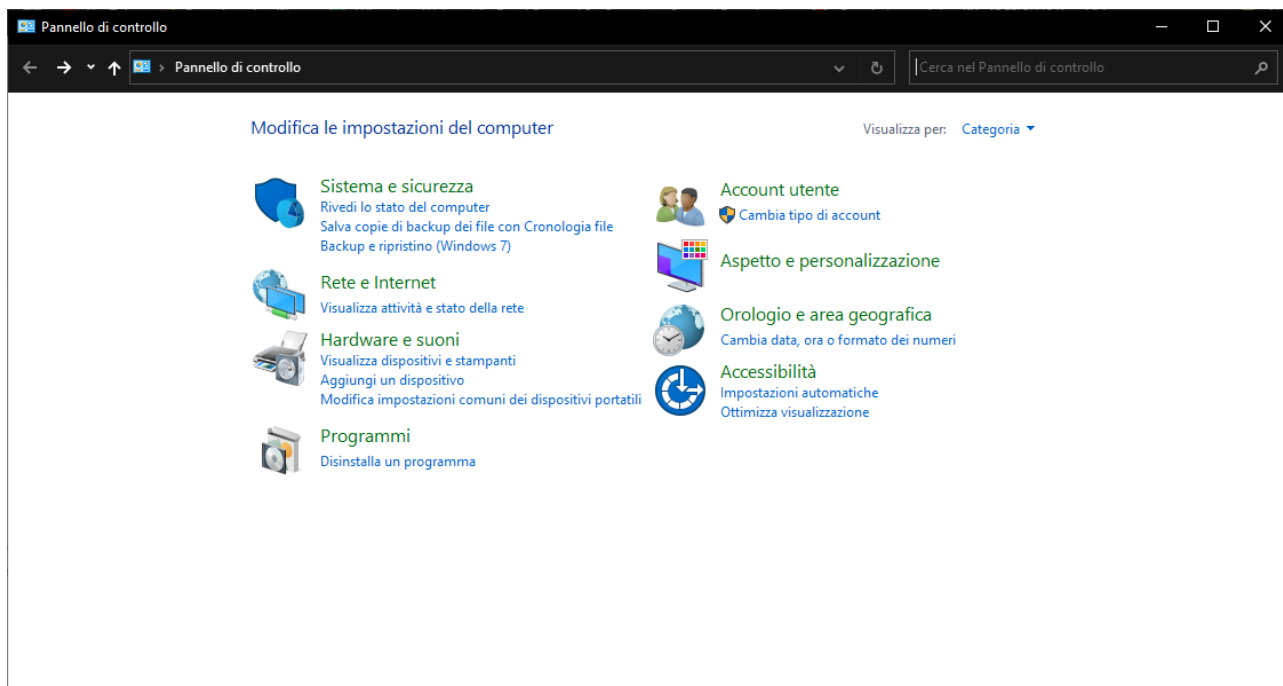 Pannello di controllo
Pannello di controllo
Cerca nel Pannello di controllo
Modifica le impostazioni del computer
Visualizza per: Categoria
Sistema e sicurezza
Rivedi lo stato del computer
Salva copie di backup dei file con Cronologia file
Backup e ripristino (Windows 7)
Rete e Internet
Visualizza attività e stato della rete
Hardware e suoni
Visualizza dispositivi e stampanti
Aggiungi un dispositivo
Modifica impostazioni comuni dei dispositivi portatili
Programmi
Disinstalla un programma
Account utente
Cambia tipo di account
Aspetto e personalizzazione
Orologio e area geografica
Cambia data, ora o formato dei numeri
Accessibilità
Impostazioni automatiche
Ottimizza visualizzazione